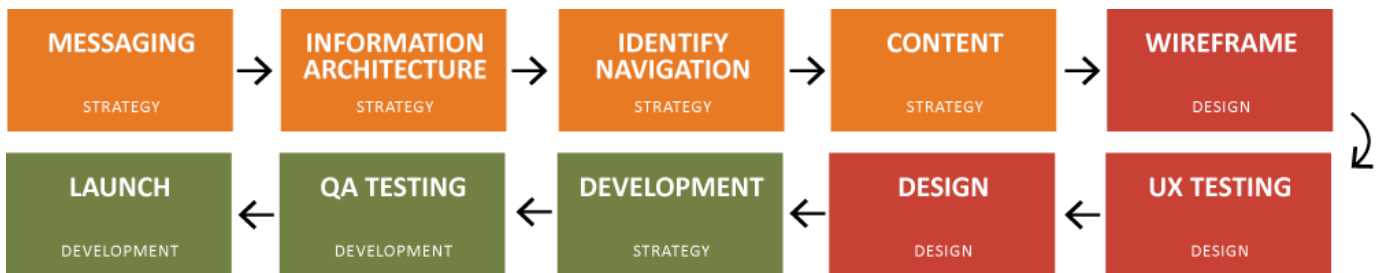 MESSAGING
STRATEGY
INFORMATION
ARCHITECTURE
STRATEGY
IDENTIFY
NAVIGATION
STRATEGY
CONTENT
STRATEGY
WIREFRAME
DESIGN
UX TESTING
DESIGN
DESIGN
DESIGN
DEVELOPMENT
STRATEGY
QA TESTING
DEVELOPMENT
LAUNCH
DEVELOPMENT